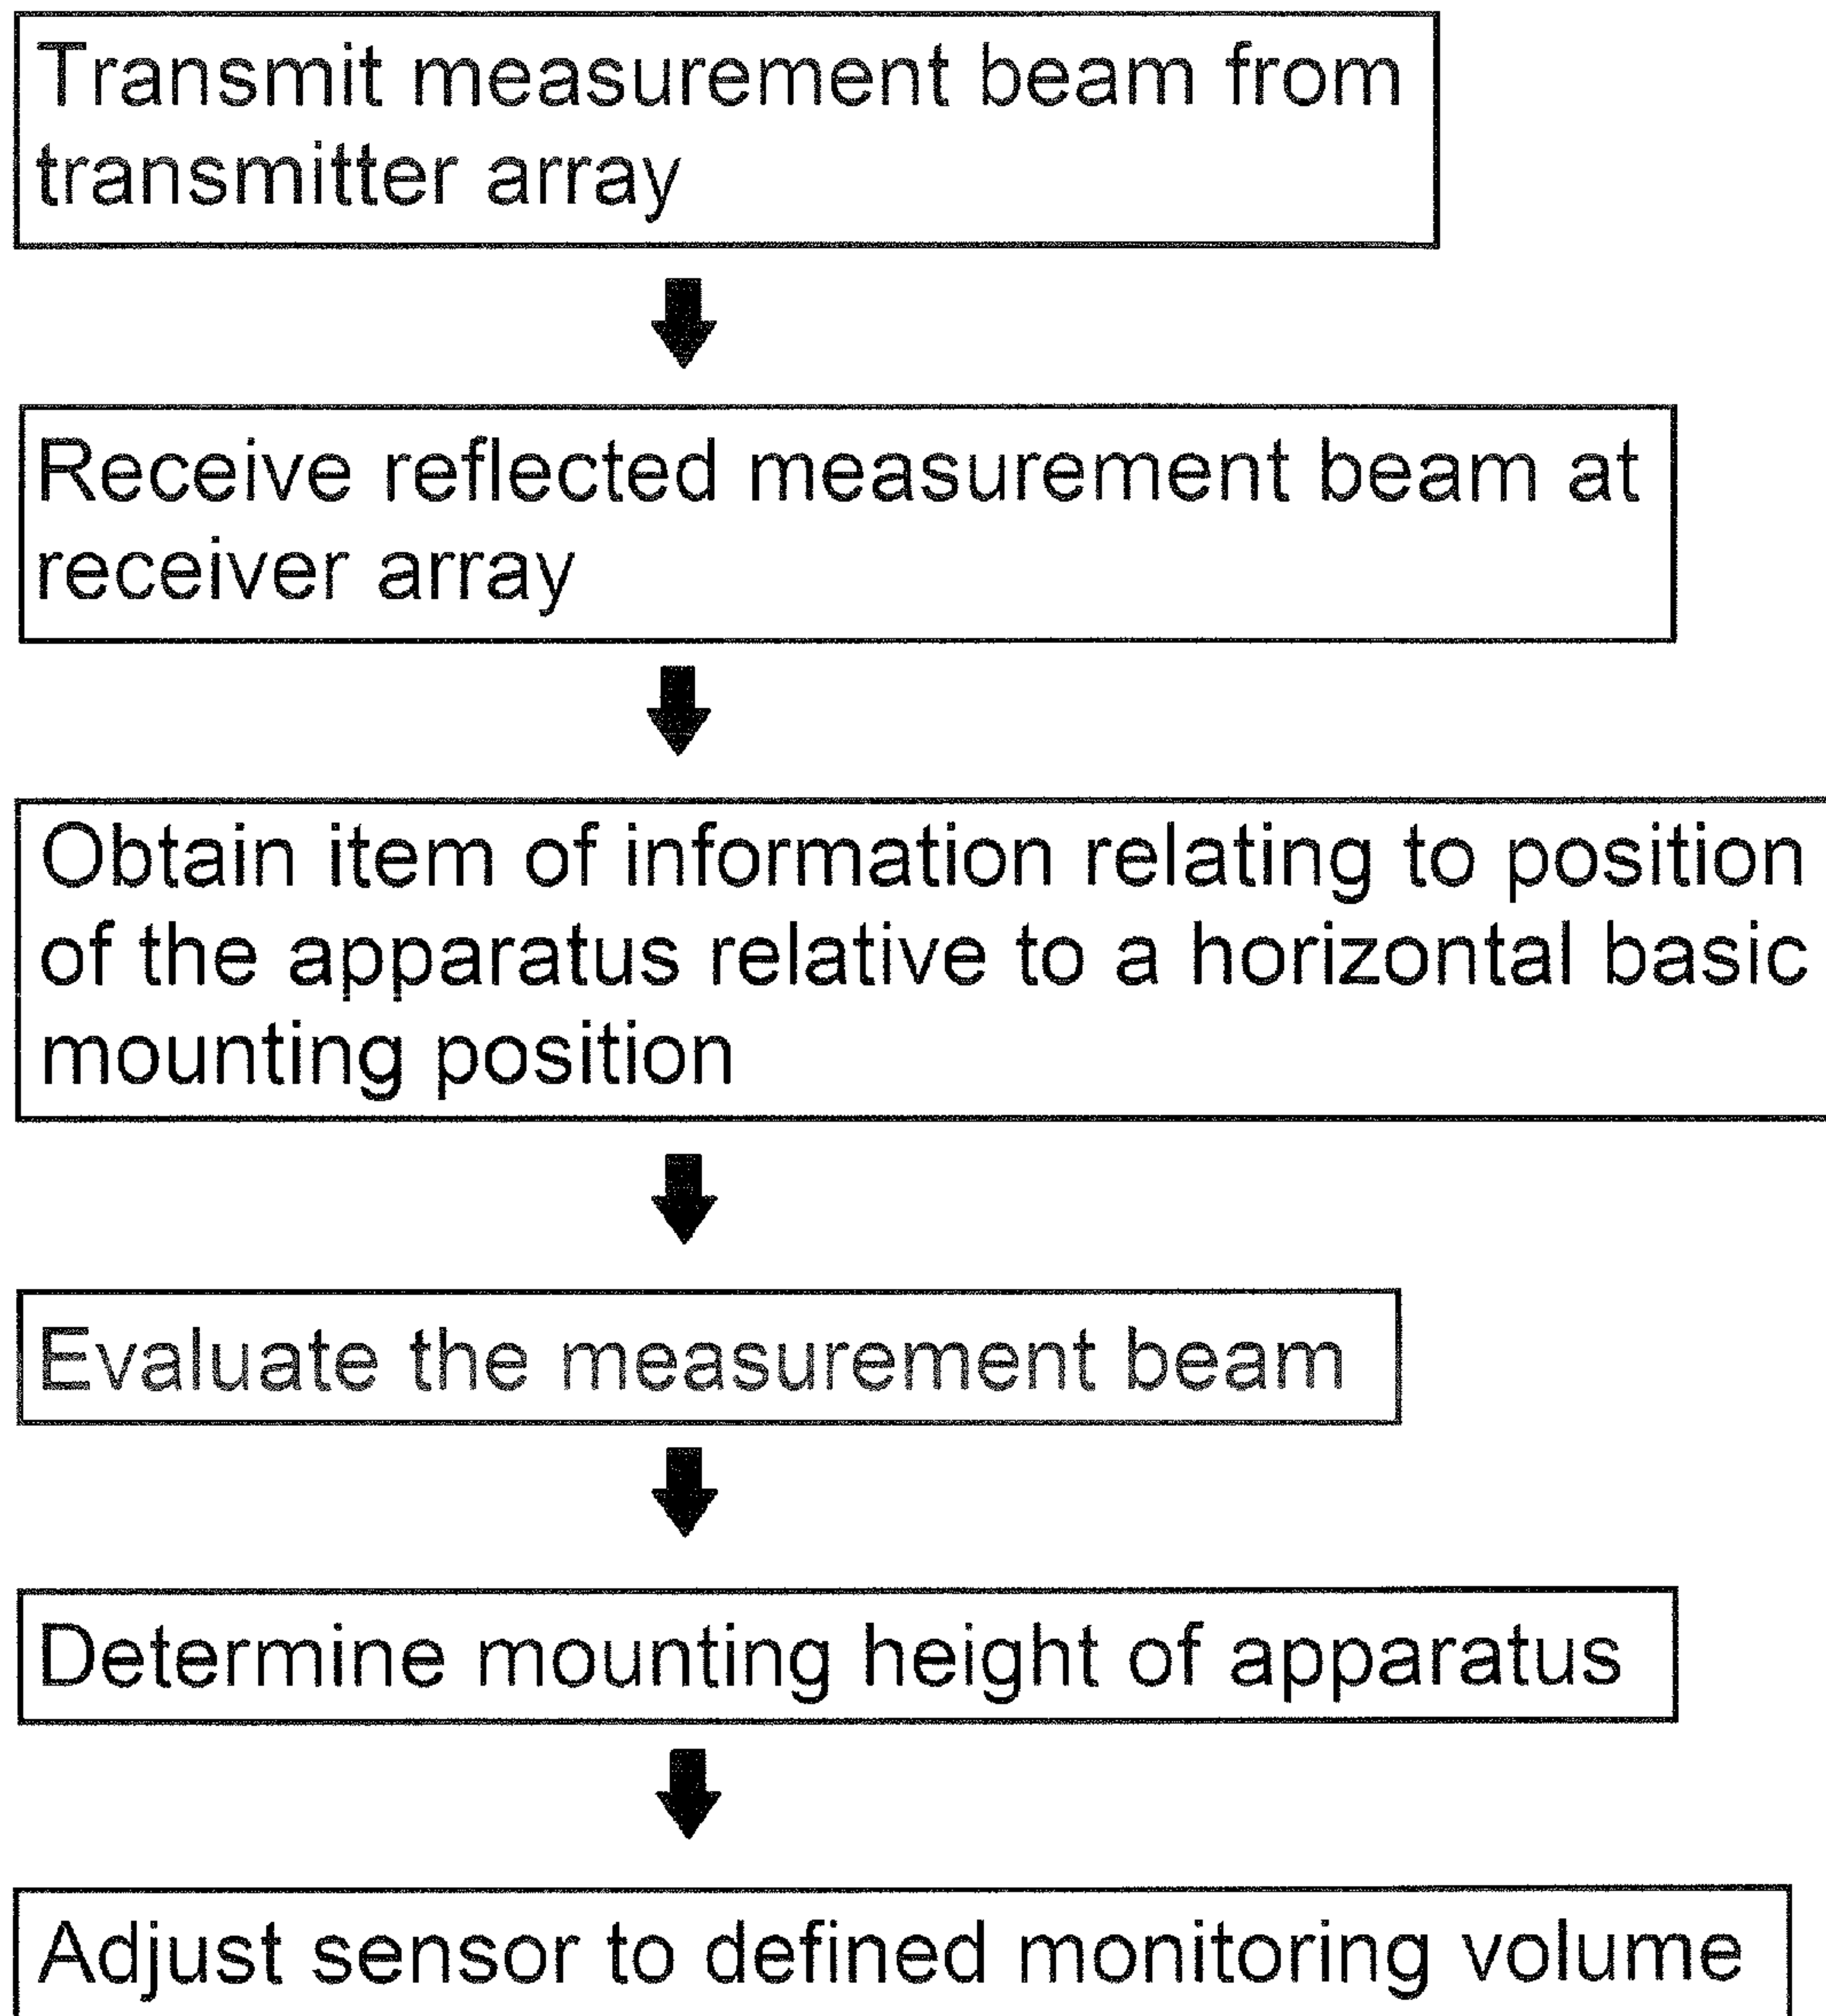 Transmit measurement beam from
transmitter array
Receive reflected measurement beam at
receiver array
Obtain item of information relating to position
of the apparatus relative to a horizontal basic
mounting position
Evaluate the measurement beam
Determine mounting height of apparatus
Adjust sensor to defined monitoring volume